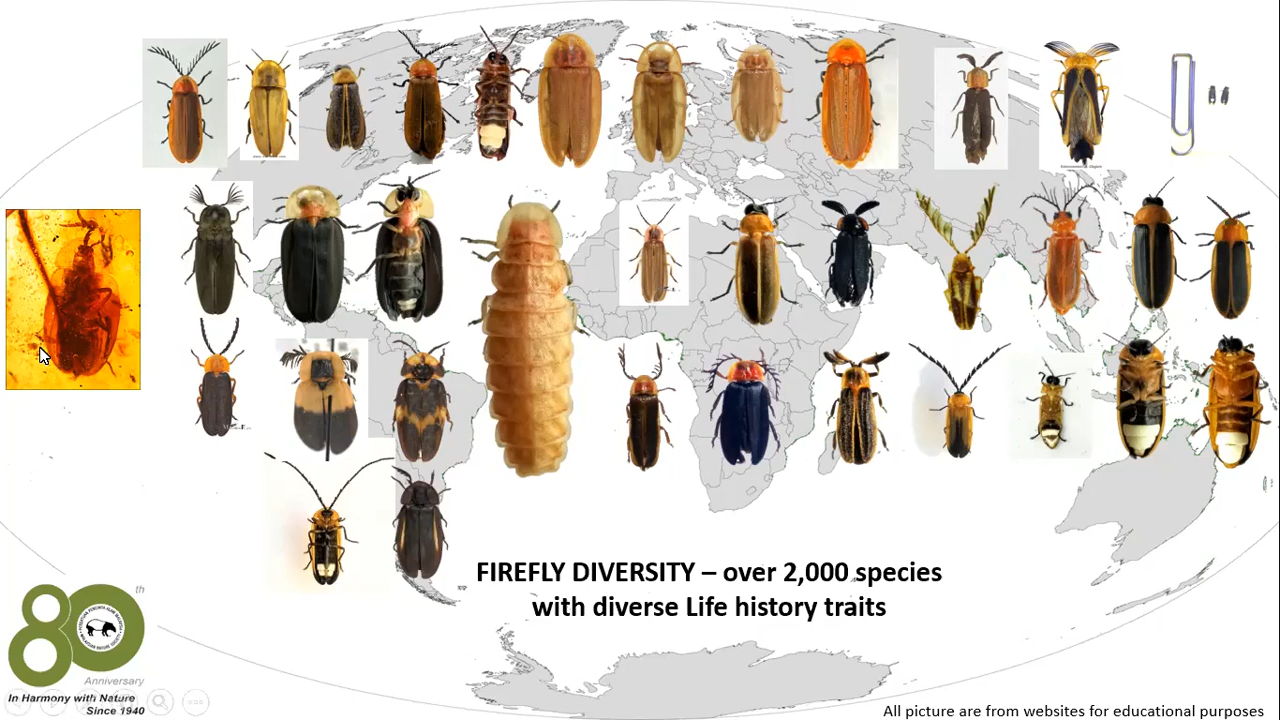 FIREFLY DIVERSITY – over 2,000 species
with diverse Life history traits
80
th
Anniversary
In Harmony with Nature
Since 1940
All picture are from websites for educational purposes